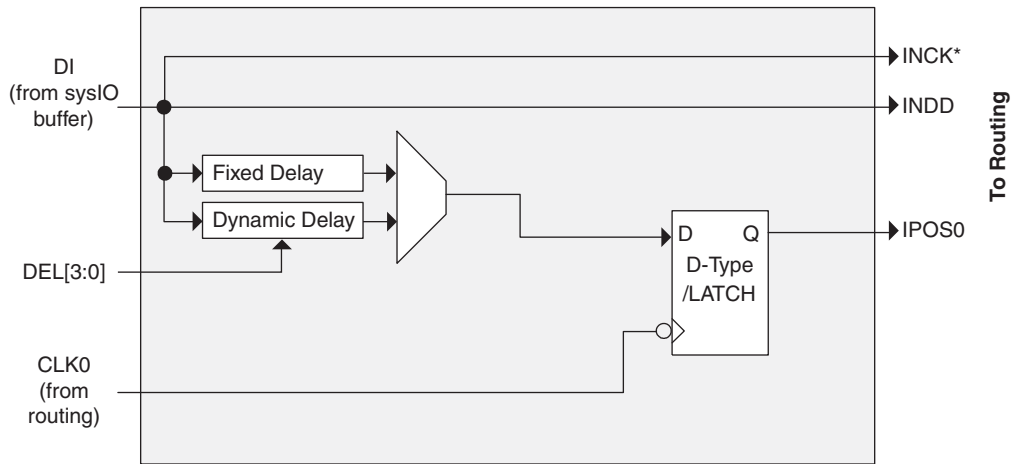 DI
(from sysIO
buffer)
INCK*
INDD
To Routing
Fixed Delay
Dynamic Delay
DEL[3:0]
D Q
D-Type
/LATCH
IPOS0
CLK0
(from
routing)